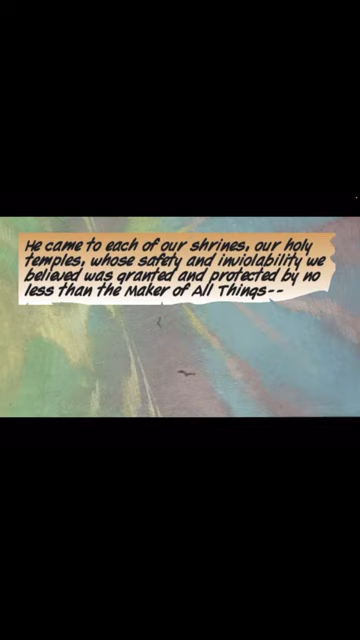 He came to each of our shrines, our holy
temples, whose safety and inviolability we
believed was granted and protected by no
less than the Maker of All Things--